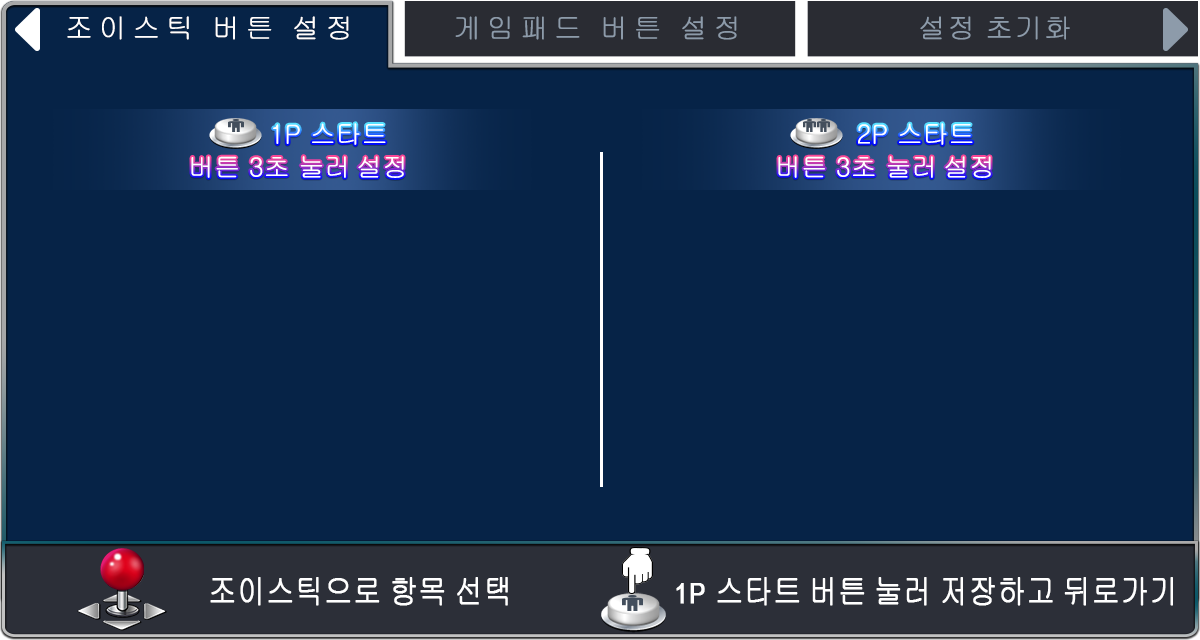 조이스틱 버튼 설정
게임패드 버튼 설정
설정 초기화
1P 스타트
버튼 3초 눌러 설정
2P 스타트
버튼 3초 눌러 설정
조이스틱으로 항목 선택
1P 스타트 버튼 눌러 저장하고 뒤로가기